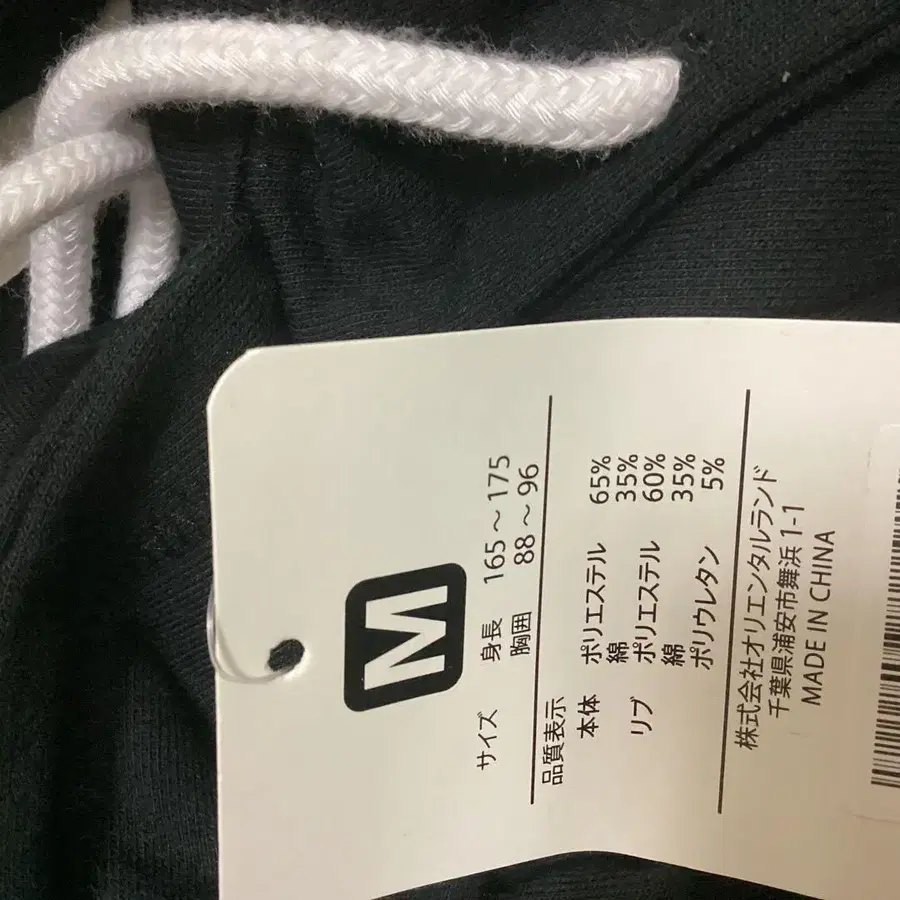 M
サイズ 身長 165～175
胸囲 88～96
品質表示
本体 ポリエステル 65%
綿 35%
リブ ポリエステル 60%
綿 35%
ポリウレタン 5%
株式会社オリエンタルランド
千葉県浦安市舞浜 1-1
MADE IN CHINA